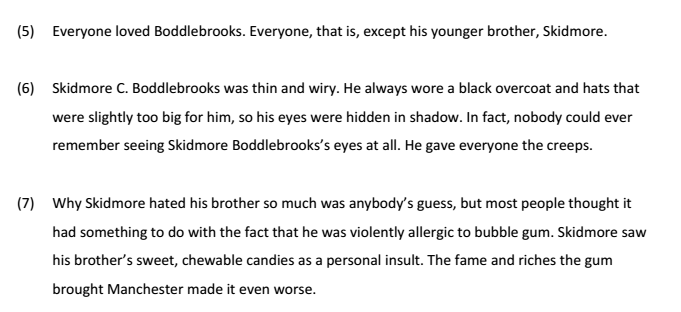 (5) Everyone loved Boddlebrooks. Everyone, that is, except his younger brother, Skidmore.
(6) Skidmore C. Boddlebrooks was thin and wiry. He always wore a black overcoat and hats that
were slightly too big for him, so his eyes were hidden in shadow. In fact, nobody could ever
remember seeing Skidmore Boddlebrooks’s eyes at all. He gave everyone the creeps.
(7) Why Skidmore hated his brother so much was anybody’s guess, but most people thought it
had something to do with the fact that he was violently allergic to bubble gum. Skidmore saw
his brother’s sweet, chewable candies as a personal insult. The fame and riches the gum
brought Manchester made it even worse.